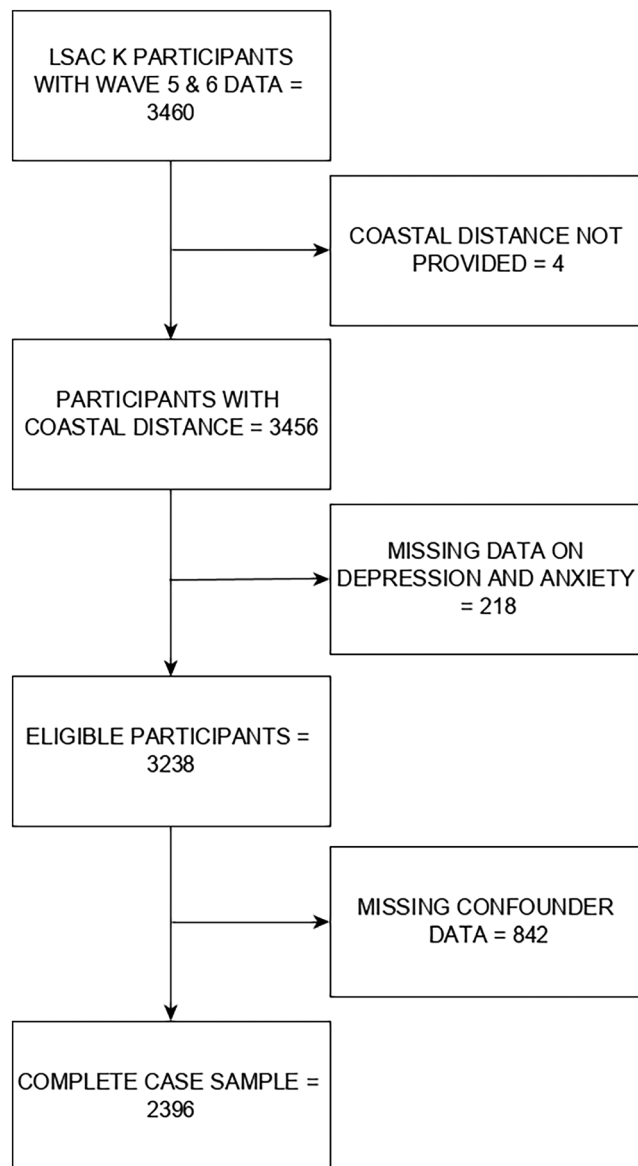 LSAC K PARTICIPANTS
WITH WAVE 5 & 6 DATA =
3460
COASTAL DISTANCE NOT
PROVIDED = 4
PARTICIPANTS WITH
COASTAL DISTANCE = 3456
MISSING DATA ON
DEPRESSION AND ANXIETY
= 218
ELIGIBLE PARTICIPANTS =
3238
MISSING CONFOUNDER
DATA = 842
COMPLETE CASE SAMPLE =
2396